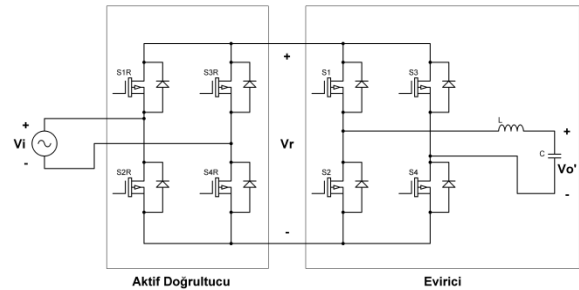 S1R
S3R
S1
S3
+
+
L
+
Vi
Vr
C
Vo'
-
S2R
S4R
S2
S4
-
-
Aktif Doğrultucu
Evirici